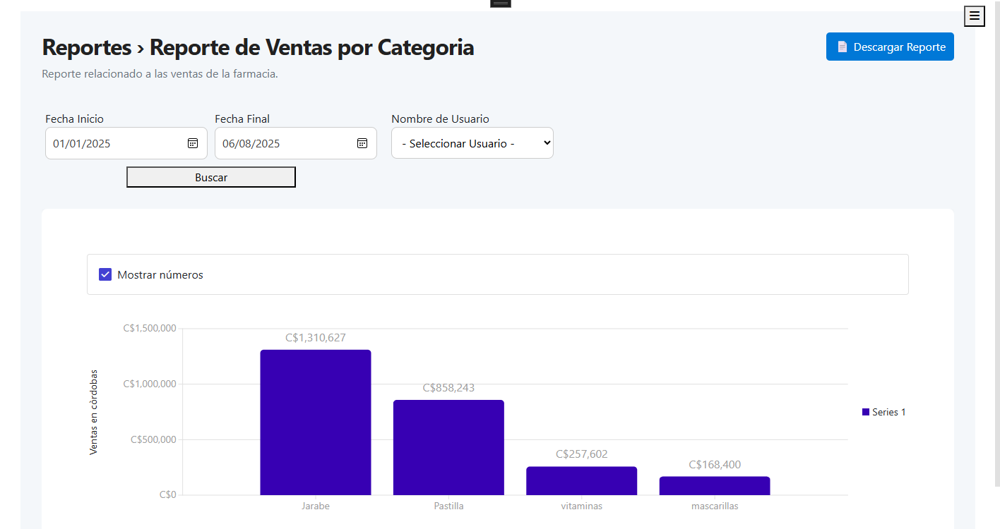 Reportes › Reporte de Ventas por Categoria
Descargar Reporte
Reporte relacionado a las ventas de la farmacia.
Fecha Inicio
Fecha Final
Nombre de Usuario
01/01/2025
06/08/2025
- Seleccionar Usuario -
Buscar
Mostrar números
Ventas en còrdobas
C$1,500,000
C$1,000,000
C$500,000
C$0
C$1,310,627
C$858,243
C$257,602
C$168,400
Jarabe
Pastilla
vitaminas
mascarillas
Series 1